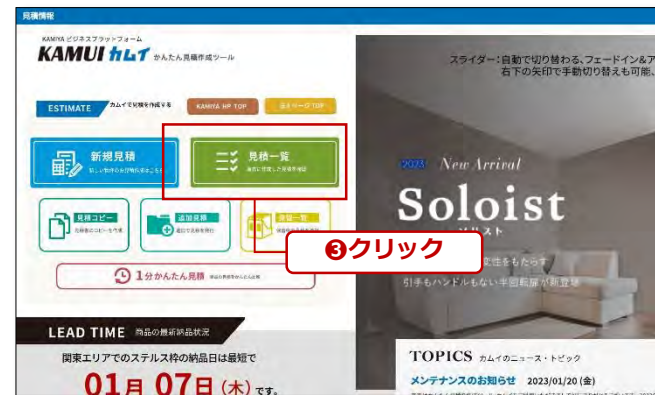 見積情報
KAMIYA ビジネスプラットフォーム
KAMUI カムイ かんたん見積作成ツール
ESTIMATE カムイで見積を作成する
KAMIYA HP TOP
TOP
新規見積
見積一覧
見積コピー
追加見積
❸クリック
1分かんたん見積
LEAD TIME 商品の最新納品状況
関東エリアでのステルス枠の納品日は最短で
01月 07日 (木) です。
スライダー：自動で切り替わる、フェードイン&ア
右下の矢印で手動切り替えも可能、
2023 New Arrival
Soloist
性をもたらす
引手もハンドルもない半回転扉が新登場
TOPICS カムイのニュース・トピック
メンテナンスのお知らせ 2023/01/20 (金)